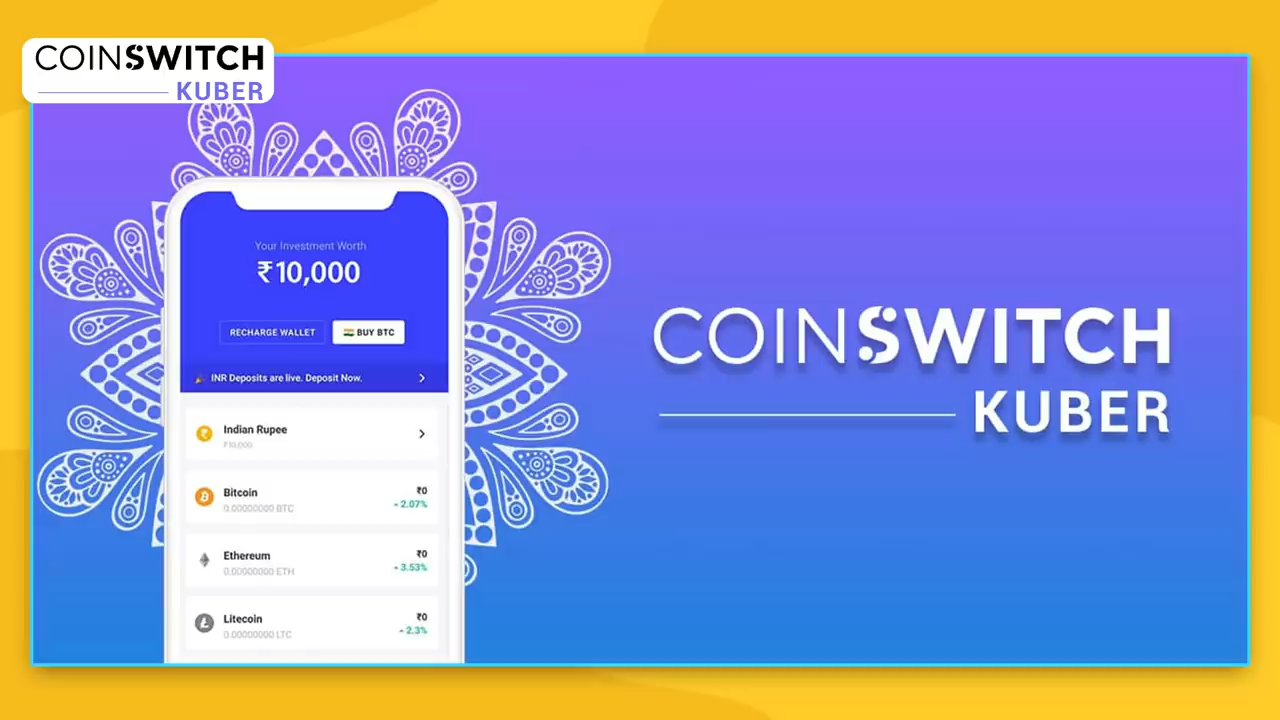 COINSWITCH
KUBER
Your Investment Worth
₹10,000
RECHARGE WALLET
BUY BTC
INR Deposits are live. Deposit Now.
Indian Rupee
₹10,000
Bitcoin
₹0
0.00000000 BTC
2.07%
Ethereum
₹0
0.00000000 ETH
3.53%
Litecoin
₹0
0.00000000 LTC
2.3%
COINSWITCH
KUBER